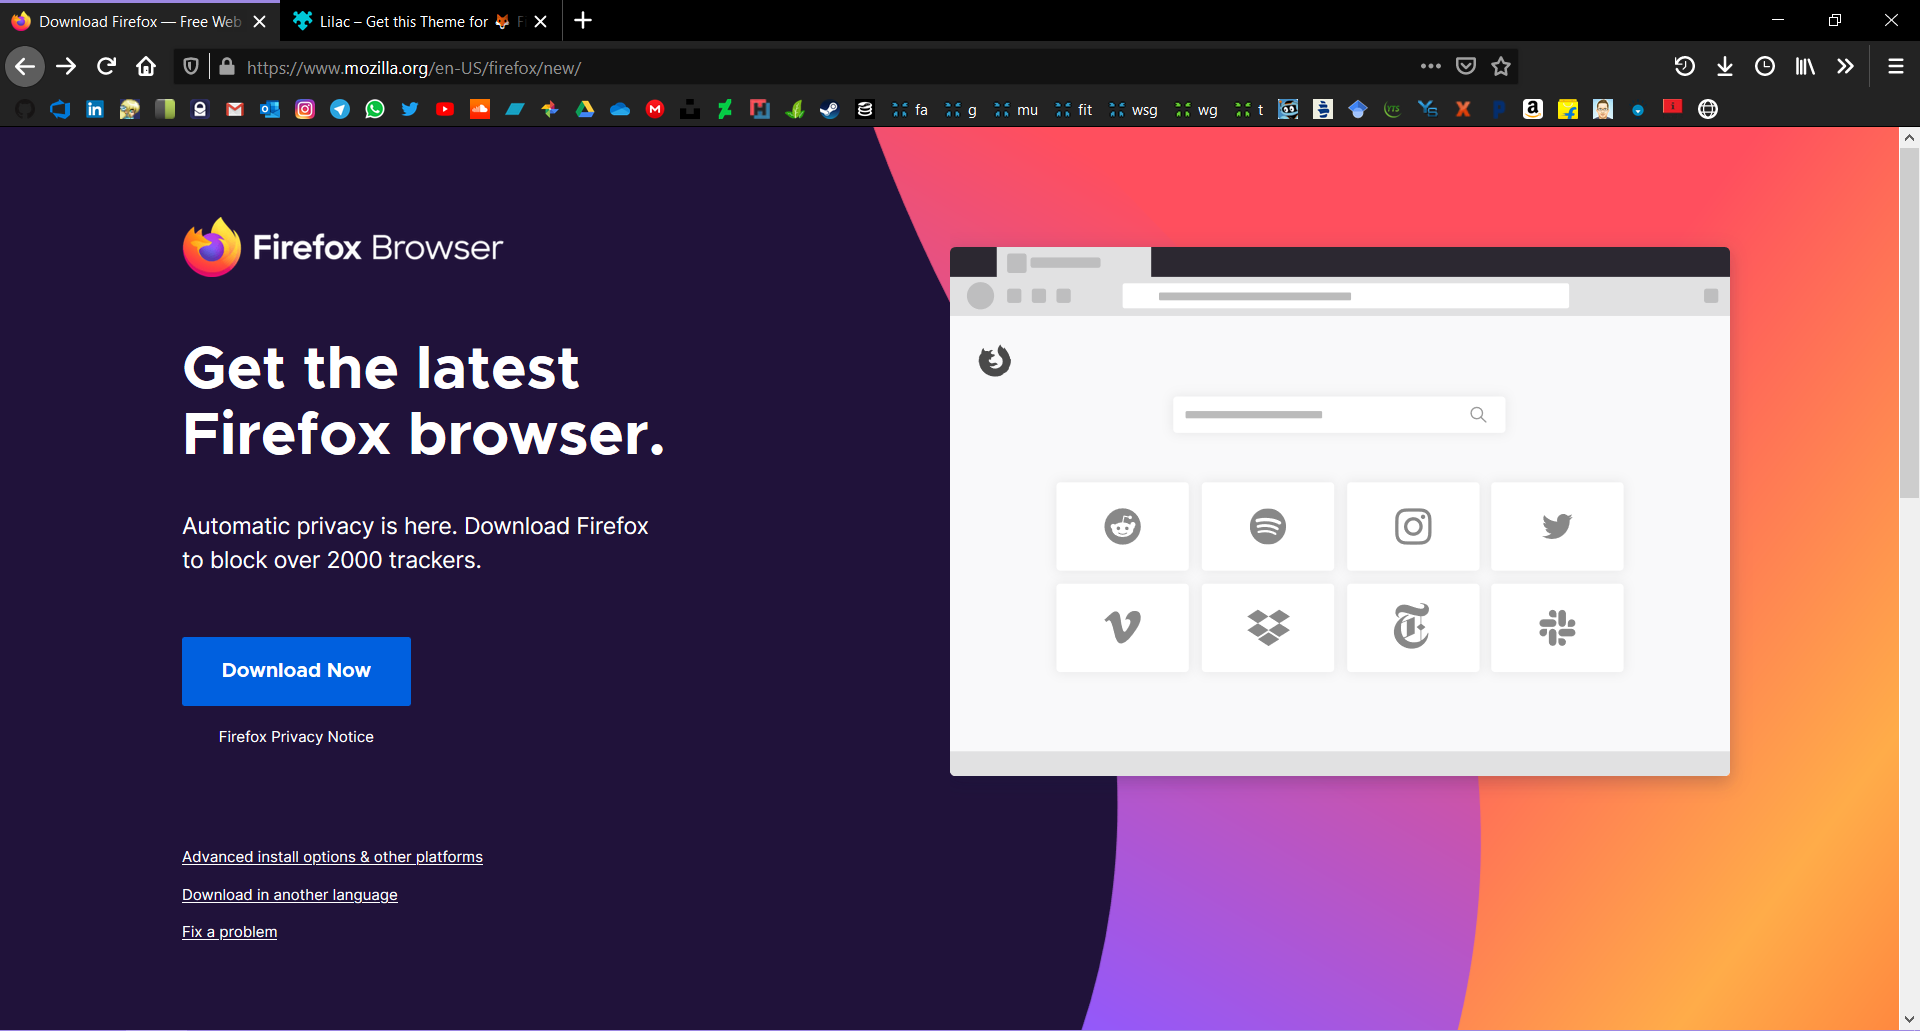 Download Firefox — Free Web
Lilac – Get this Theme for 🦊 F
https://www.mozilla.org/en-US/firefox/new/
fa
g
mu
fit
wsg
wg
t
Firefox Browser
Get the latest
Firefox browser.
Automatic privacy is here. Download Firefox
to block over 2000 trackers.
Download Now
Firefox Privacy Notice
Advanced install options & other platforms
Download in another language
Fix a problem